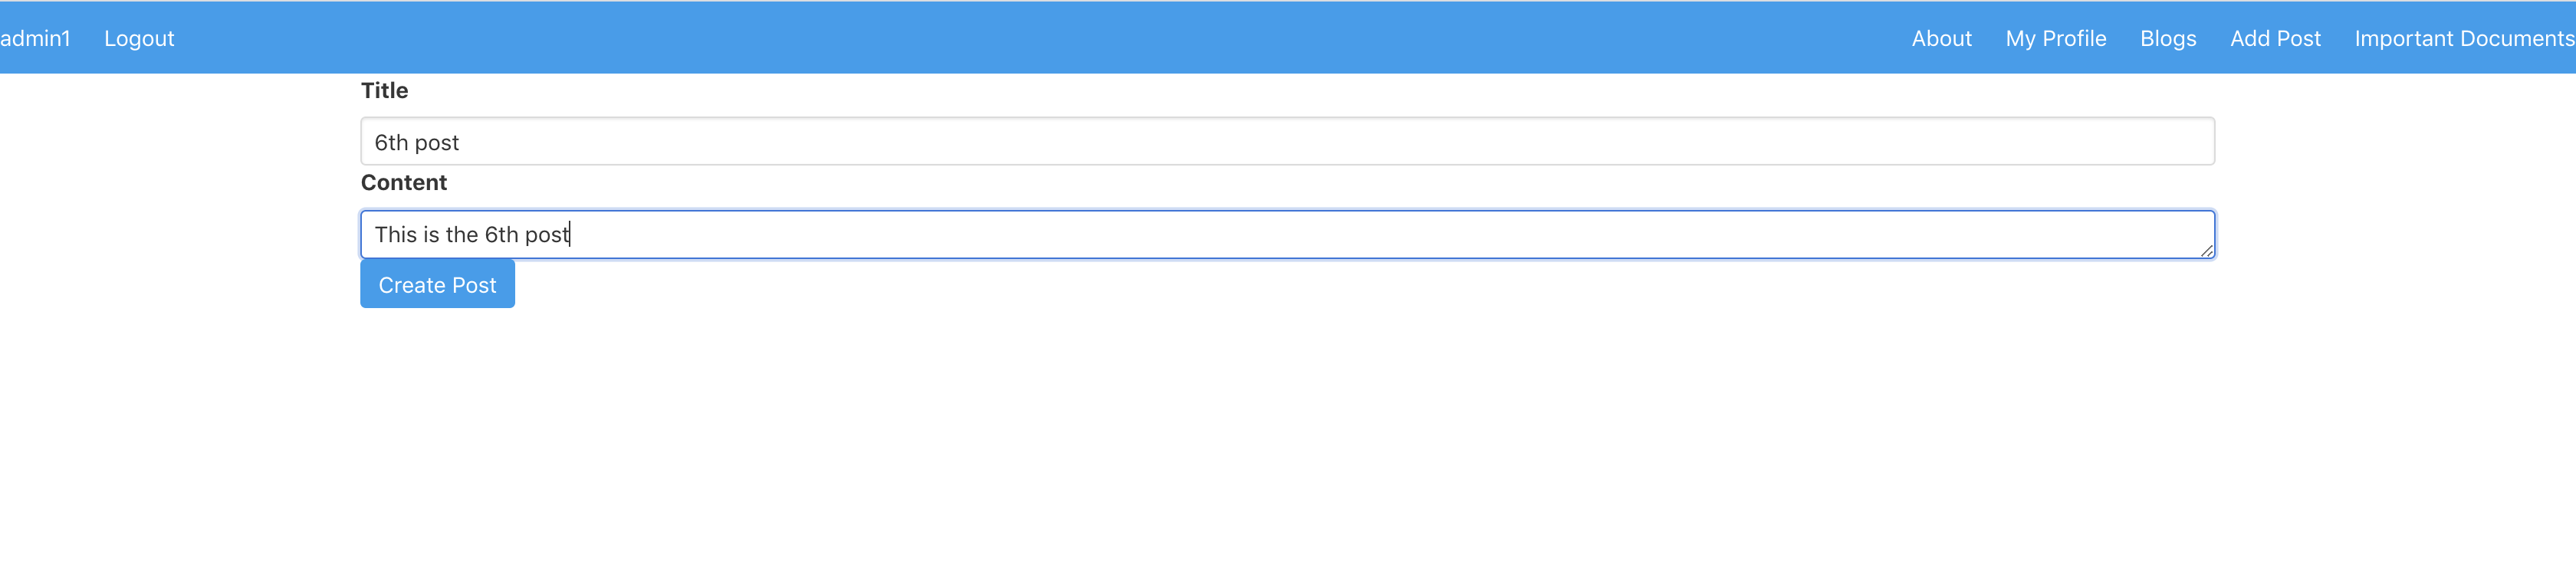 admin1 Logout About My Profile Blogs Add Post Important Documents
Title
6th post
Content
This is the 6th post
Create Post